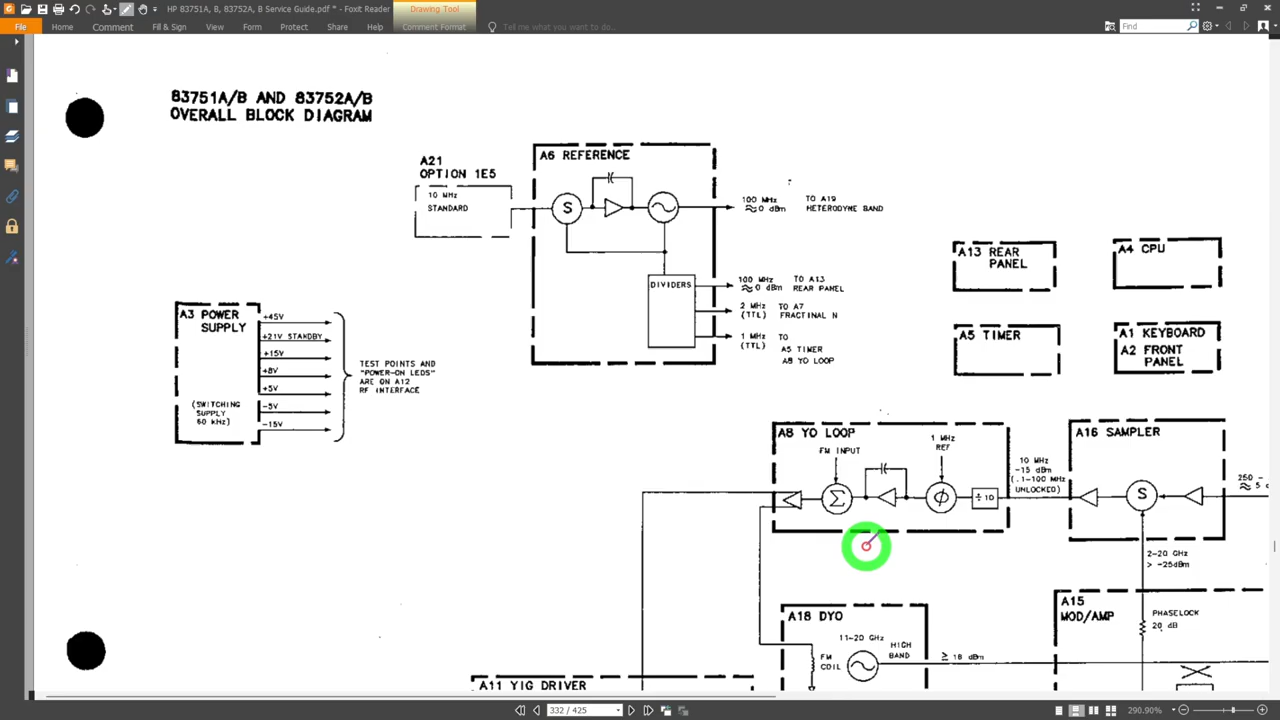 HP 83751A, B, 83752A, B Service Guide.pdf * - Foxit Reader
Drawing Tool
File
Home
Comment
Fill & Sign
View
Form
Protect
Share
Help
Comment Format
Tell me what you want to do...
Find
83751A/B AND 83752A/B
OVERALL BLOCK DIAGRAM
A21
OPTION 1E5
10 MHz
STANDARD
A6 REFERENCE
S
100 MHz
≈0 dBm
TO A19
HETERODYNE BAND
DIVIDERS
100 MHz
≈0 dBm
TO A13
REAR PANEL
2 MHz
(TTL)
TO A7
FRACTINAL N
1 MHz
(TTL)
TO
A5 TIMER
A8 YO LOOP
A13 REAR
PANEL
A4 CPU
A5 TIMER
A1 KEYBOARD
A2 FRONT
PANEL
A3 POWER
SUPPLY
(SWITCHING
SUPPLY
60 kHz)
+45V
+21V STANDBY
+15V
+8V
+5V
-5V
-15V
TEST POINTS AND
"POWER-ON LEDS"
ARE ON A12
RF INTERFACE
A8 YO LOOP
FM INPUT
1 MHz
REF
Σ
φ
÷10
10 MHz
-15 dBm
(.1-100 MHz
UNLOCKED)
A16 SAMPLER
S
250 -
≈ 5 d
2-20 GHz
> -25dBm
A18 DYO
11-20 GHz
HIGH
BAND
FM
COIL
≥ 18 dBm
A15
MOD/AMP
PHASELOCK
20 dB
A11 YIG DRIVER
332 / 425
290.90%